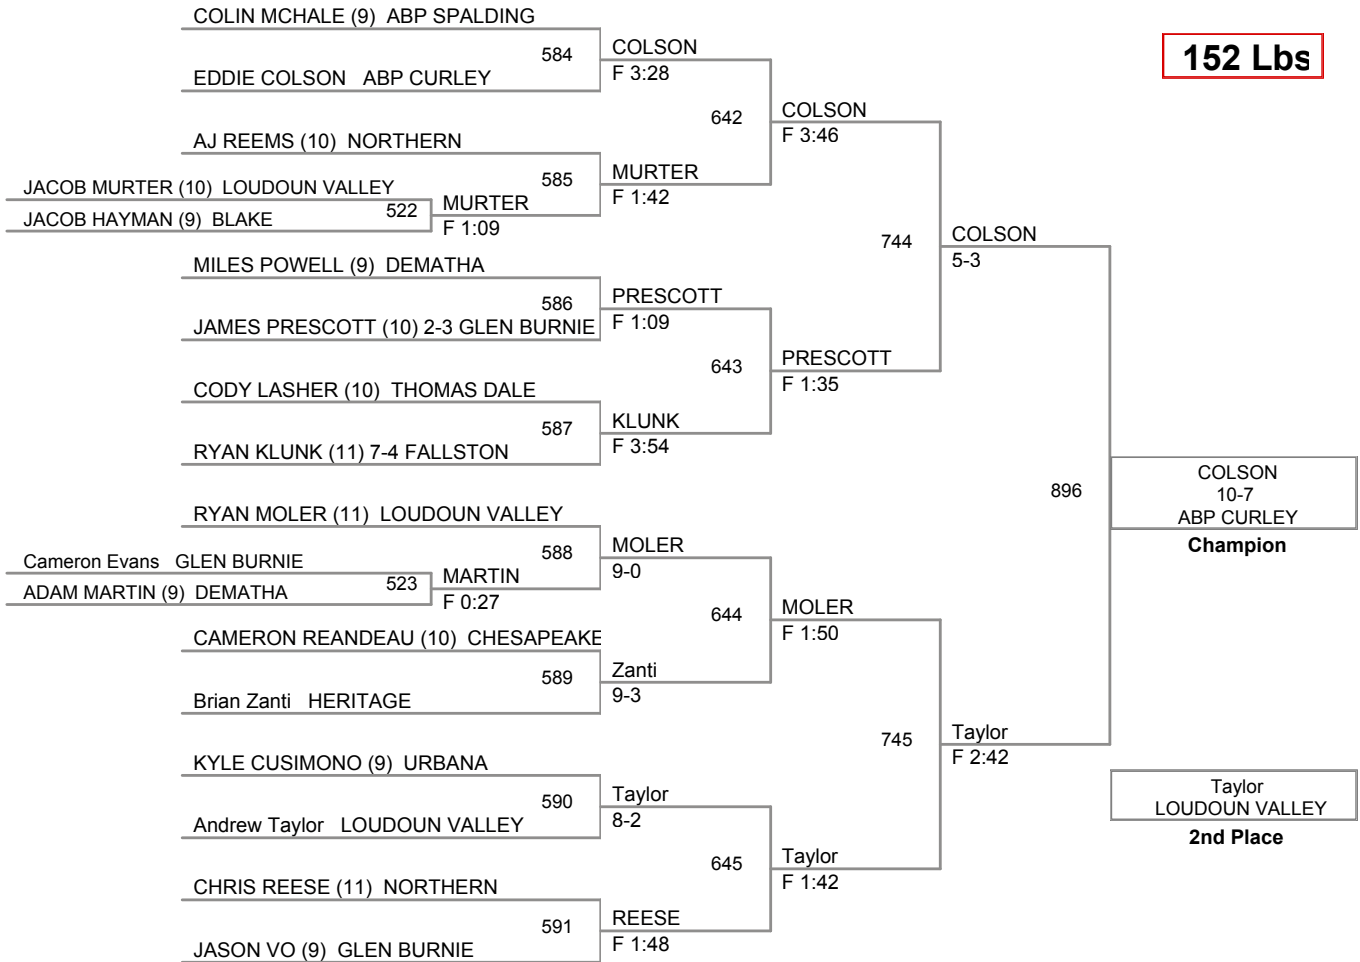 COLIN MCHALE (9) ABP SPALDING
584
COLSON
F 3:28
EDDIE COLSON ABP CURLEY
152 Lbs
642
COLSON
F 3:46
AJ REEMS (10) NORTHERN
585
MURTER
F 1:42
JACOB MURTER (10) LOUDOUN VALLEY
522
MURTER
F 1:09
JACOB HAYMAN (9) BLAKE
744
COLSON
5-3
MILES POWELL (9) DEMATHA
586
PRESCOTT
F 1:09
JAMES PRESCOTT (10) 2-3 GLEN BURNIE
643
PRESCOTT
F 1:35
CODY LASHER (10) THOMAS DALE
587
KLUNK
F 3:54
RYAN KLUNK (11) 7-4 FALLSTON
896
COLSON
10-7
ABP CURLEY
Champion
RYAN MOLER (11) LOUDOUN VALLEY
588
MOLER
9-0
Cameron Evans GLEN BURNIE
523
MARTIN
F 0:27
ADAM MARTIN (9) DEMATHA
644
MOLER
F 1:50
CAMERON REANDEAU (10) CHESAPEAKE
589
Zanti
9-3
Brian Zanti HERITAGE
745
Taylor
F 2:42
KYLE CUSIMONO (9) URBANA
590
Taylor
8-2
Andrew Taylor LOUDOUN VALLEY
Taylor
LOUDOUN VALLEY
2nd Place
645
Taylor
F 1:42
CHRIS REESE (11) NORTHERN
591
REESE
F 1:48
JASON VO (9) GLEN BURNIE